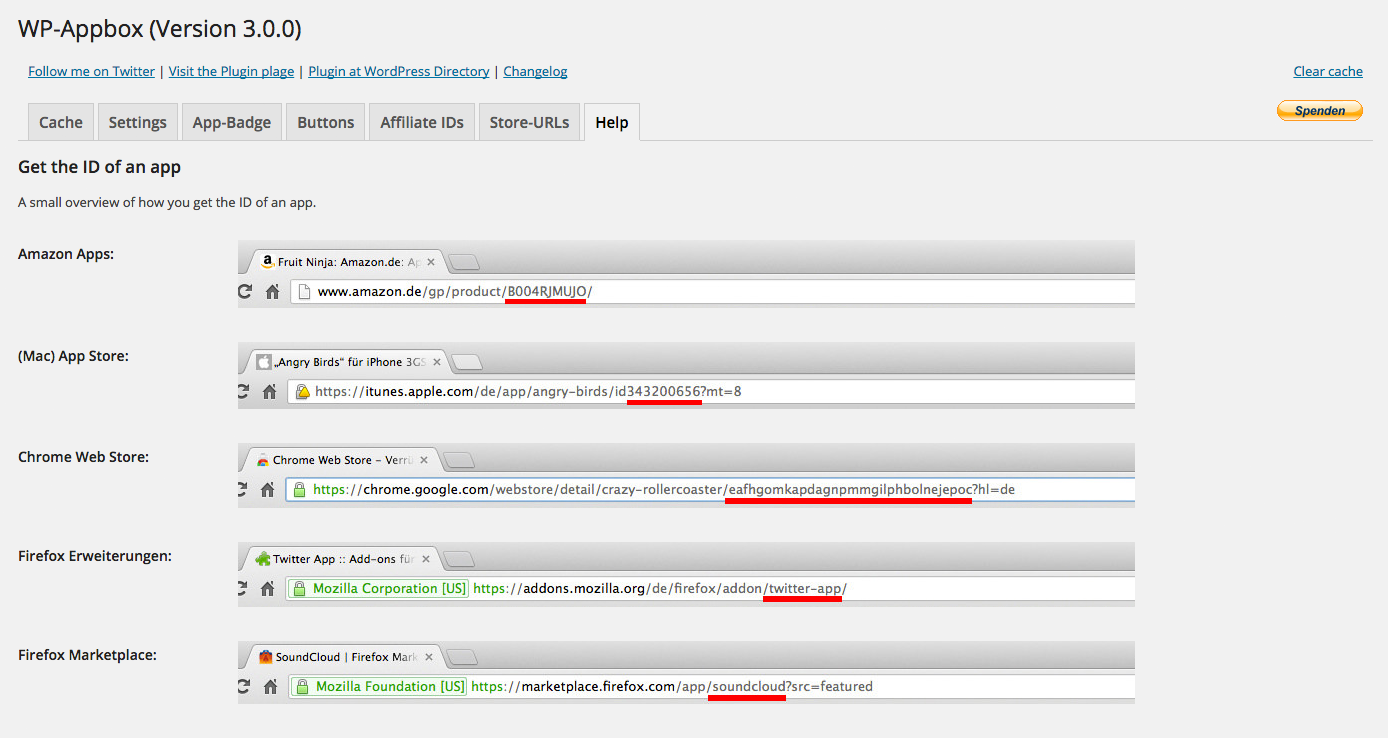 WP-Appbox (Version 3.0.0)
Follow me on Twitter | Visit the Plugin plage | Plugin at WordPress Directory | Changelog
Clear cache
Spenden
Cache
Settings
App-Badge
Buttons
Affiliate IDs
Store-URLs
Help
Get the ID of an app
A small overview of how you get the ID of an app.
Amazon Apps:
Fruit Ninja: Amazon.de: Ap
www.amazon.de/gp/product/B004RJMUJO/
(Mac) App Store:
„Angry Birds“ für iPhone 3GS
https://itunes.apple.com/de/app/angry-birds/id343200656?mt=8
Chrome Web Store:
Chrome Web Store – Verrü
https://chrome.google.com/webstore/detail/crazy-rollercoaster/eafhgomkapdagnpmmgilphbolnejepoc?hl=de
Firefox Erweiterungen:
Twitter App :: Add-ons für
Mozilla Corporation [US] https://addons.mozilla.org/de/firefox/addon/twitter-app/
Firefox Marketplace:
SoundCloud | Firefox Mark
Mozilla Foundation [US] https://marketplace.firefox.com/app/soundcloud?src=featured